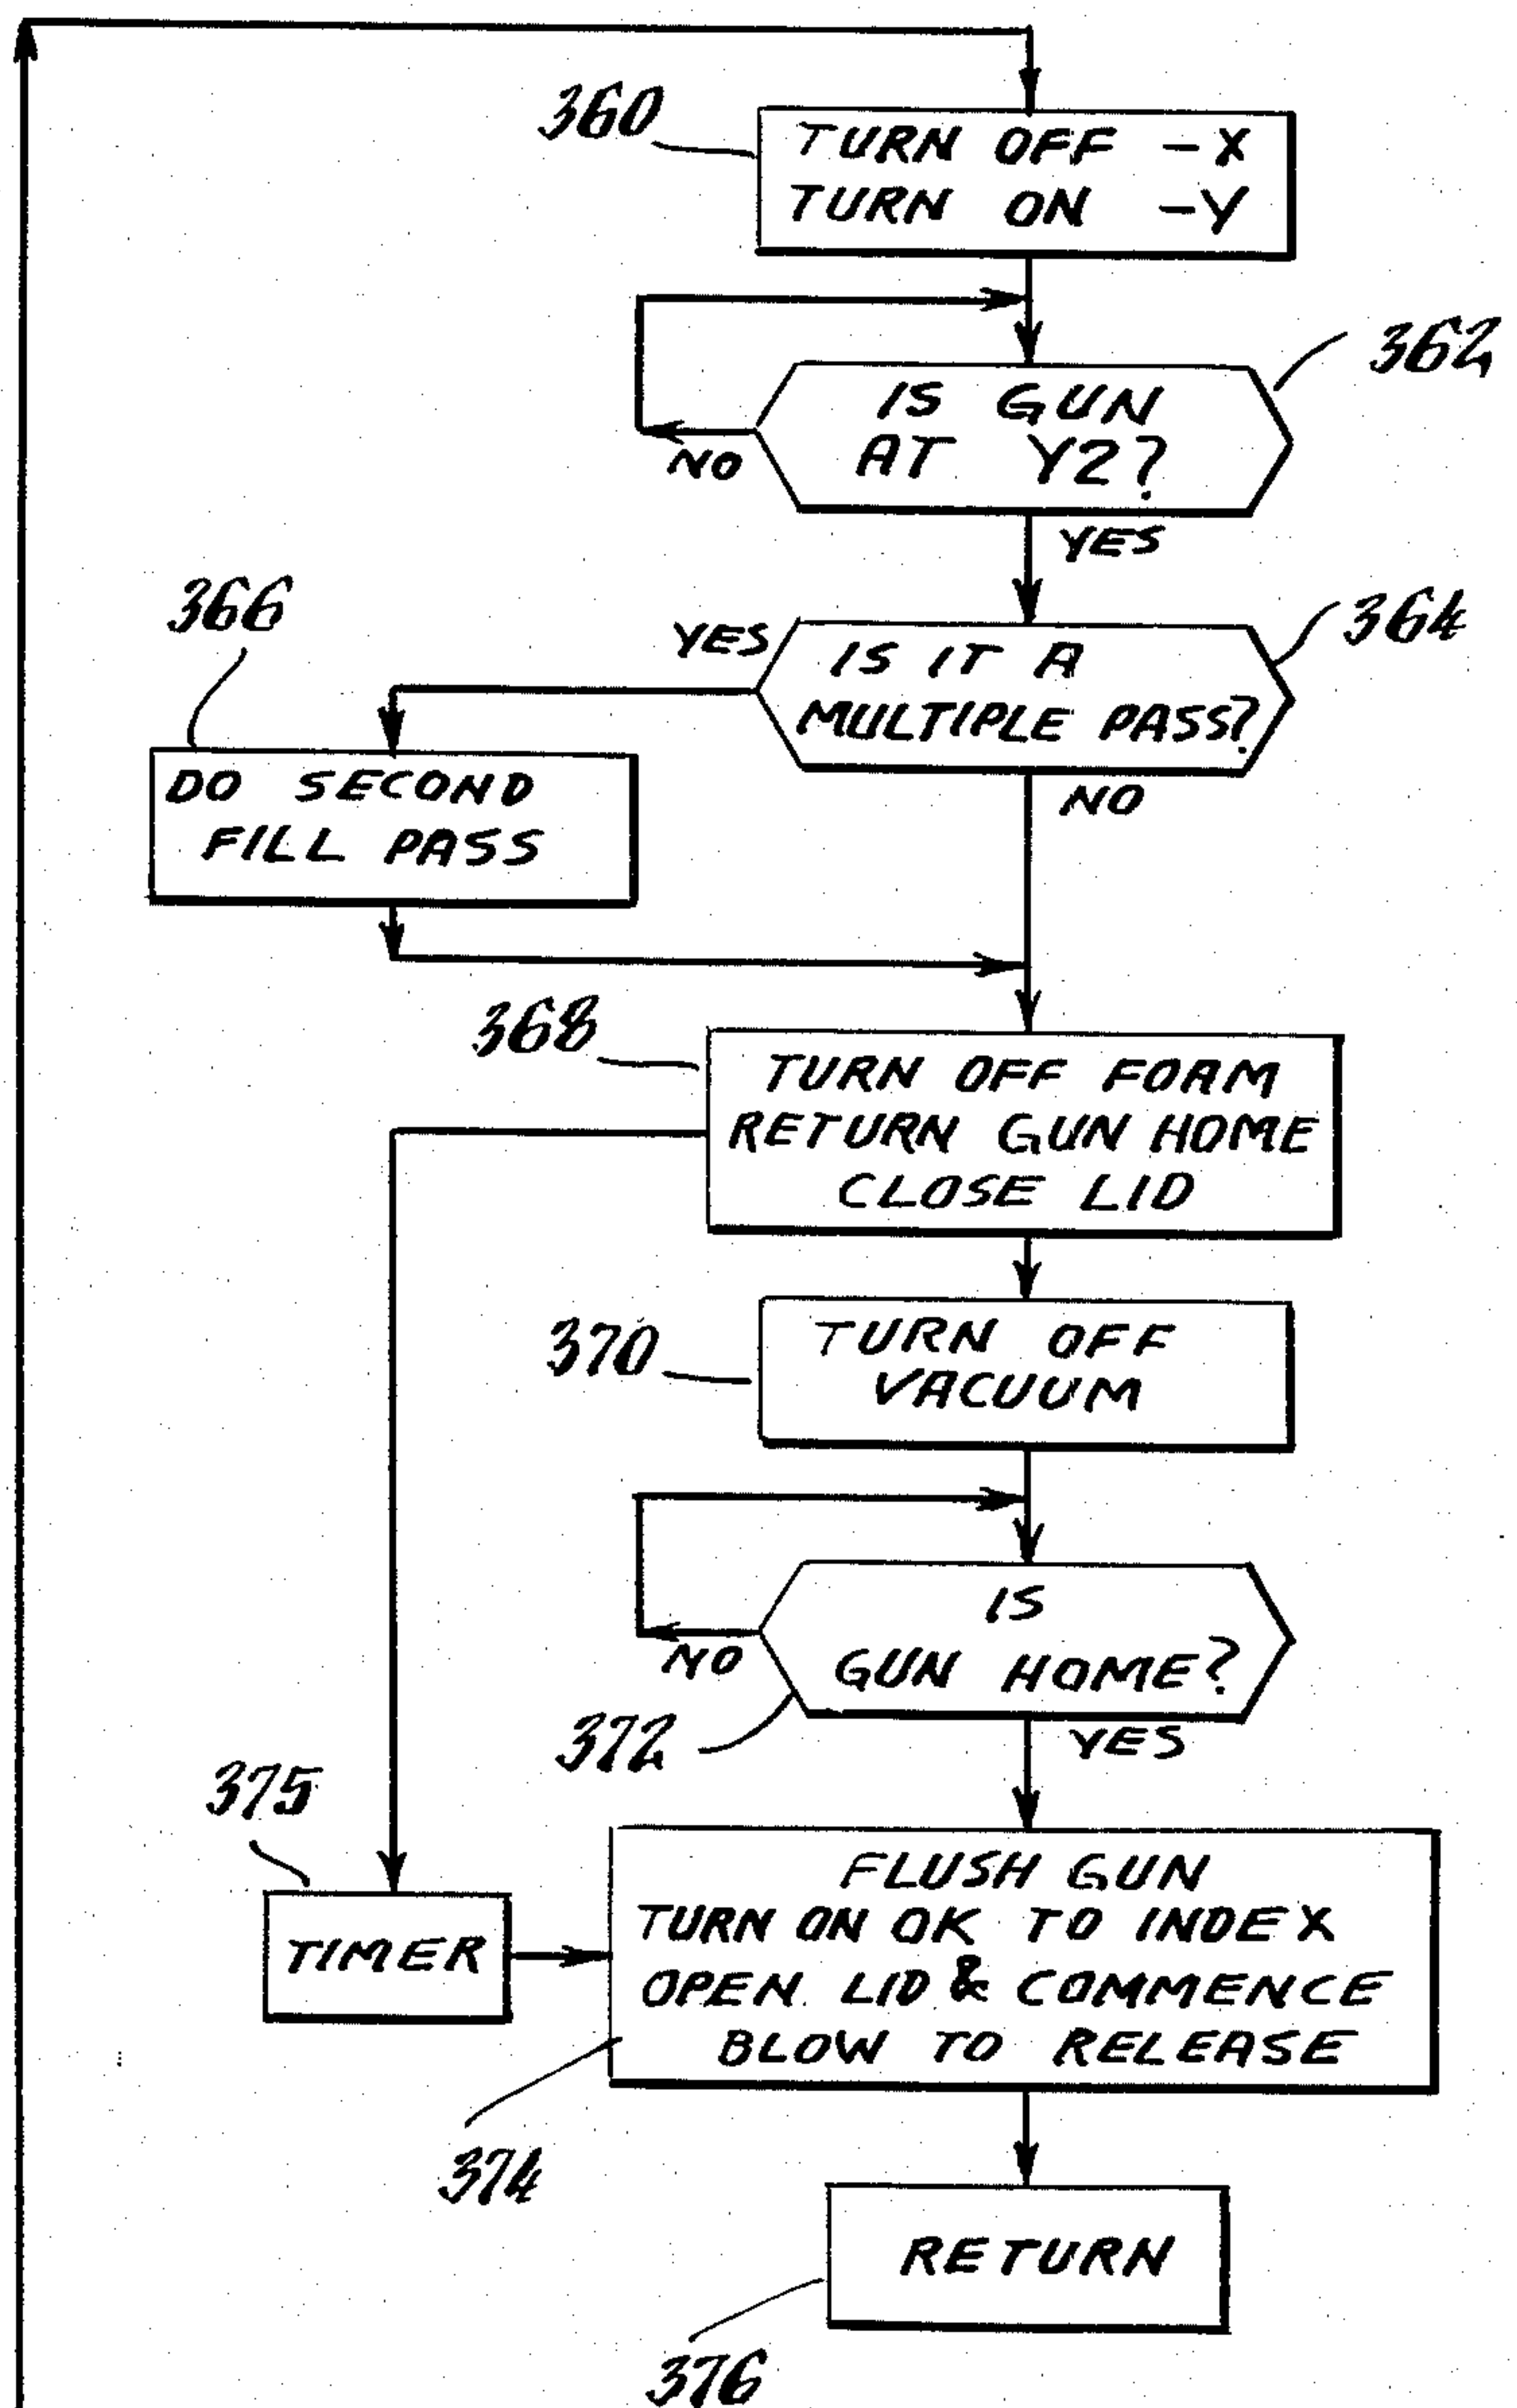 360
TURN OFF -X
TURN ON -Y
362
IS GUN
AT Y2?
NO
YES
364
IS IT A
MULTIPLE PASS?
YES
NO
366
DO SECOND
FILL PASS
368
TURN OFF FOAM
RETURN GUN HOME
CLOSE LID
370
TURN OFF
VACUUM
IS
GUN HOME?
NO
372
YES
375
TIMER
FLUSH GUN
TURN ON OK TO INDEX
OPEN LID & COMMENCE
BLOW TO RELEASE
374
RETURN
376